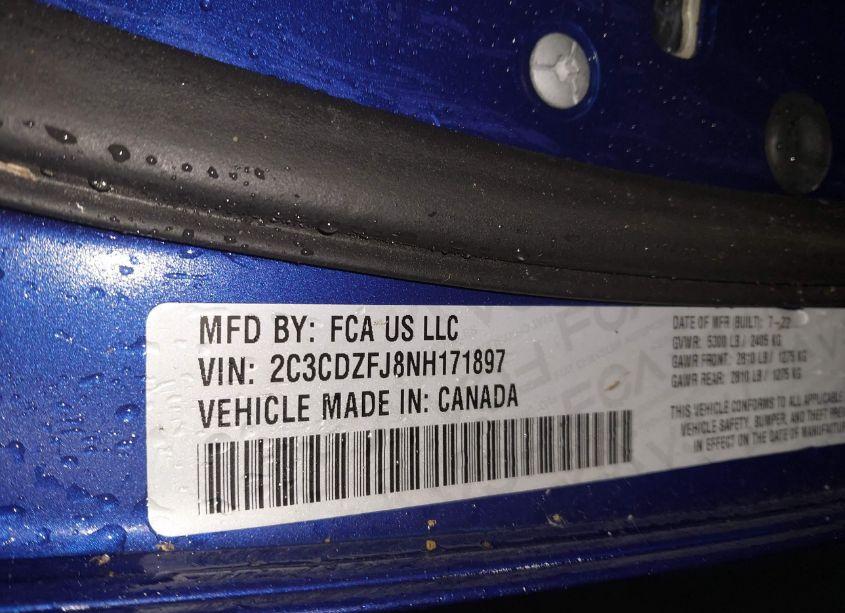 MFD BY: FCA US LLC
VIN: 2C3CDZFJ8NH171897
VEHICLE MADE IN: CANADA
DATE OF MFR (BUILT): 7-22
GVWR: 5300 LB / 2405 KG
GAWR FRONT: 2810 LB / 1275 KG
GAWR REAR: 2810 LB / 1275 KG
THIS VEHICLE CONFORMS TO ALL APPLICABLE
VEHICLE SAFETY, BUMPER, AND THEFT
IN EFFECT ON THE DATE OF